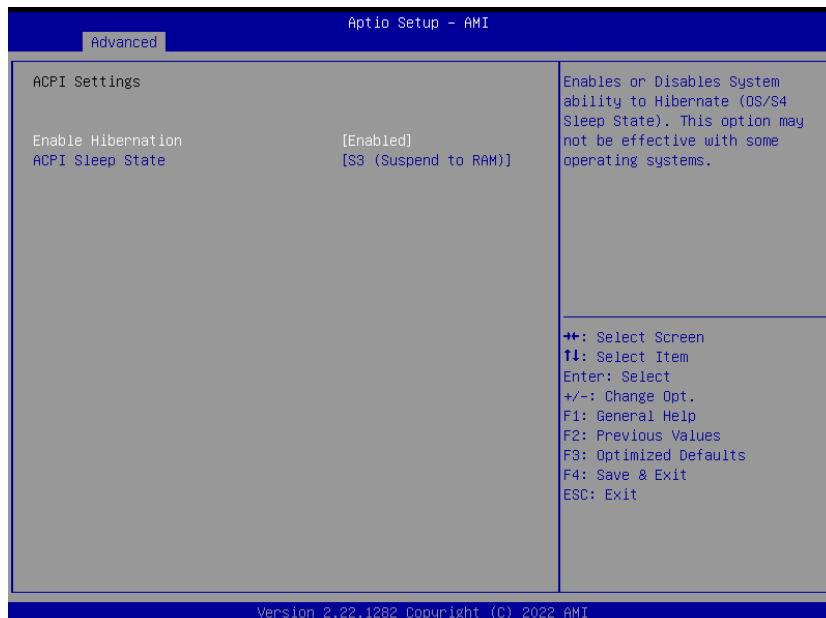 Aptio Setup – AMI
Advanced
ACPI Settings
Enable Hibernation [Enabled]
ACPI Sleep State [S3 (Suspend to RAM)]
Enables or Disables System
ability to Hibernate (OS/S4
Sleep State). This option may
not be effective with some
operating systems.
→←: Select Screen
↑↓: Select Item
Enter: Select
+/-: Change Opt.
F1: General Help
F2: Previous Values
F3: Optimized Defaults
F4: Save & Exit
ESC: Exit
Version 2.22.1282 Copyright (C) 2022 AMI